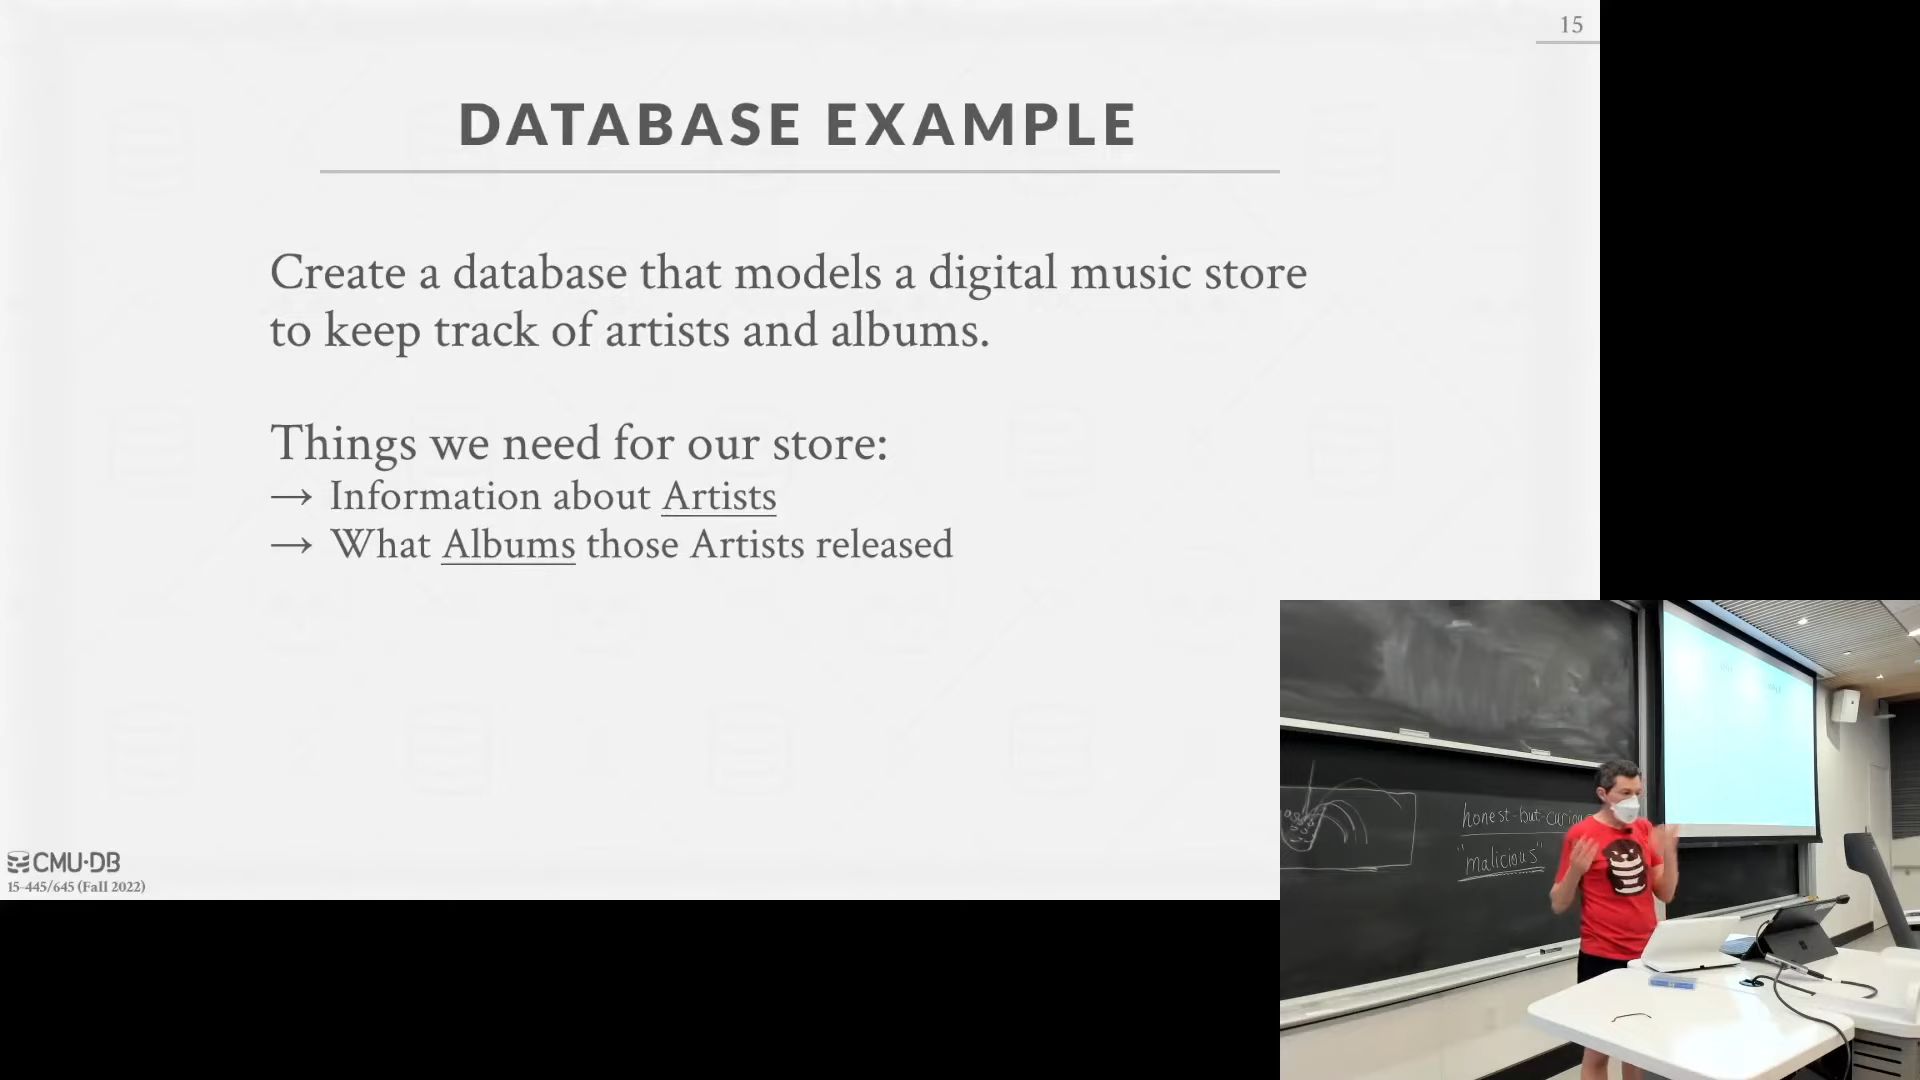 15
DATABASE EXAMPLE
Create a database that models a digital music store
to keep track of artists and albums.
Things we need for our store:
→ Information about Artists
→ What Albums those Artists released
CMU·DB
15-445/645 (Fall 2022)
honest-but-curiou
"malicious"